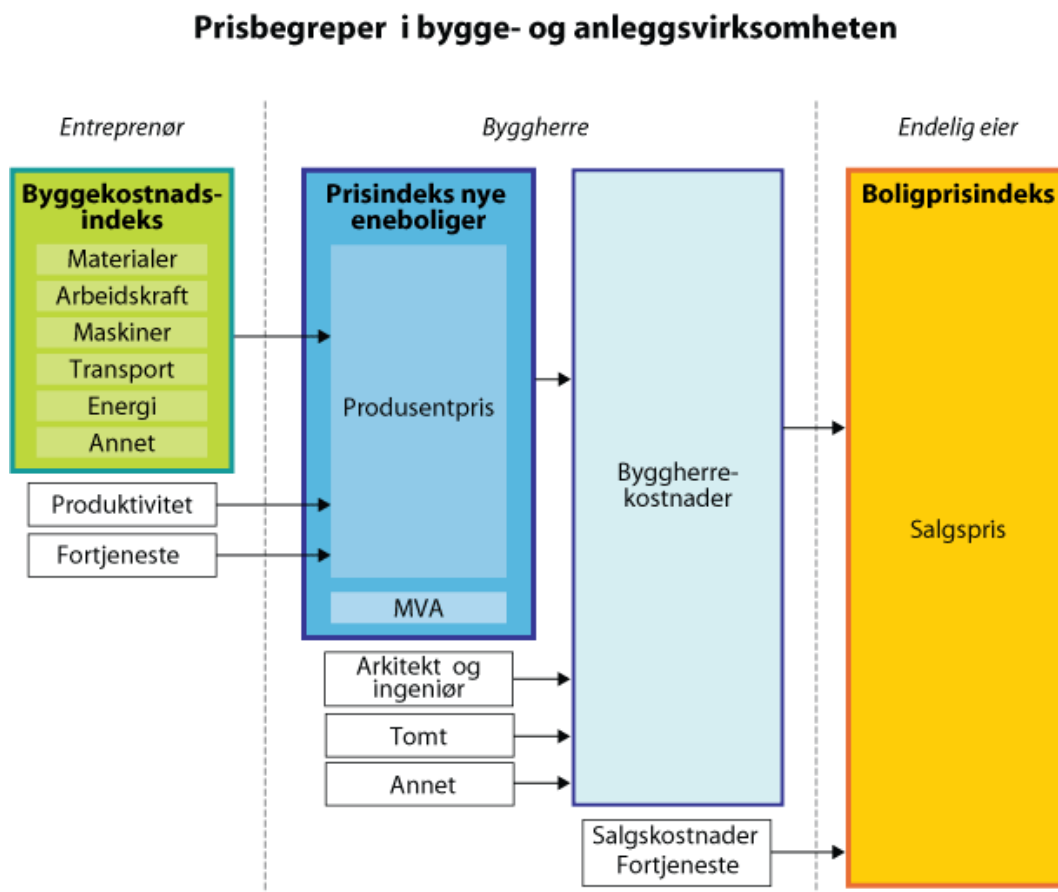 Prisbegreper i bygge- og anleggsvirksomheten
Entreprenør
Byggherre
Endelig eier
Byggekostnads-
indeks
Materialer
Arbeidskraft
Maskiner
Transport
Energi
Annet
Produktivitet
Fortjeneste
Prisindeks nye
eneboliger
Produsentpris
MVA
Arkitekt og
ingeniør
Tomt
Annet
Byggherre-
kostnader
Salgskostnader
Fortjeneste
Boligprisindeks
Salgspris